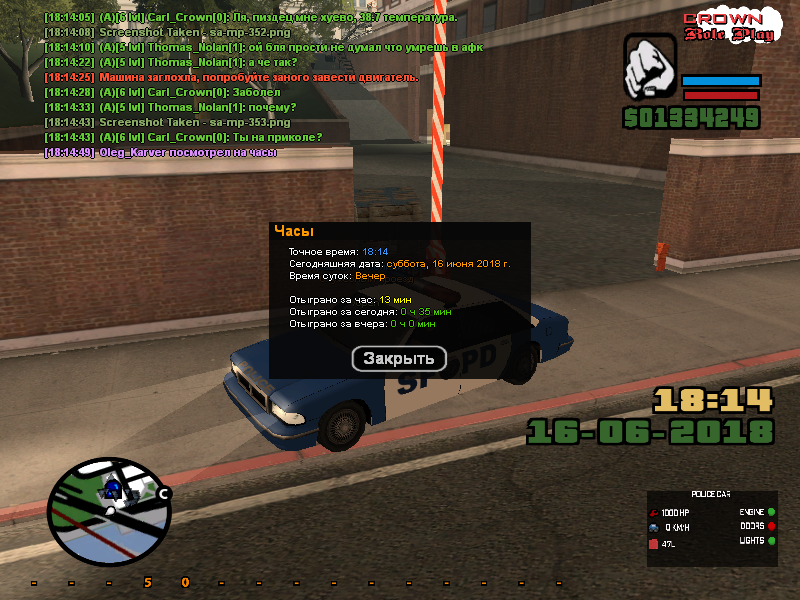 [18:14:05] (A)[6 lvl] Carl_Crown[0]: Ля, пиздец мне хуево, 38.7 температура.
[18:14:08] Screenshot Taken - sa-mp-352.png
[18:14:10] (A)[5 lvl] Thomas_Nolan[1]: ой бля прости не думал что умрешь в афк
[18:14:22] (A)[5 lvl] Thomas_Nolan[1]: а че так?
[18:14:25] Машина заглохла, попробуйте заного завести двигатель.
[18:14:28] (A)[6 lvl] Carl_Crown[0]: Заболел
[18:14:33] (A)[5 lvl] Thomas_Nolan[1]: почему?
[18:14:43] Screenshot Taken - sa-mp-353.png
[18:14:43] (A)[6 lvl] Carl_Crown[0]: Ты на приколе?
[18:14:49] Oleg_Karver посмотрел на часы
CROWN
Role Play
$01334249
Часы
Точное время: 18:14
Сегодняшняя дата: суббота, 16 июня 2018 г.
Время суток: Вечер
Отыграно за час: 13 мин
Отыграно за сегодня: 0 ч 35 мин
Отыграно за вчера: 0 ч 0 мин
Закрыть
SFPD
18:14
16-06-2018
POLICE CAR
1000 HP
ENGINE
0 KM/H
DOORS
47L
LIGHTS
C
- - - 5 0 - - - - - - - - - -